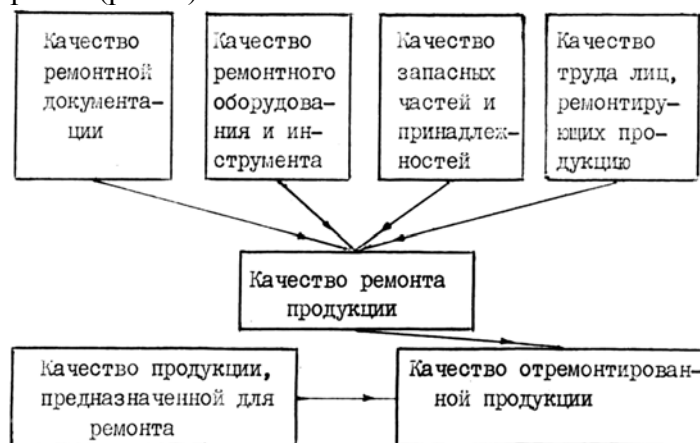 Качество
ремонтной
документа-
ции
Качество
ремонтного
оборудова-
ния и ин-
струмента
Качество
запасных
частей и
принадлеж-
ностей
Качество
труда лиц,
ремонтиру-
ющих про-
дукцию
Качество ремонта
продукции
Качество продукции,
предназначенной для
ремонта
Качество отремонтирован-
ной продукции